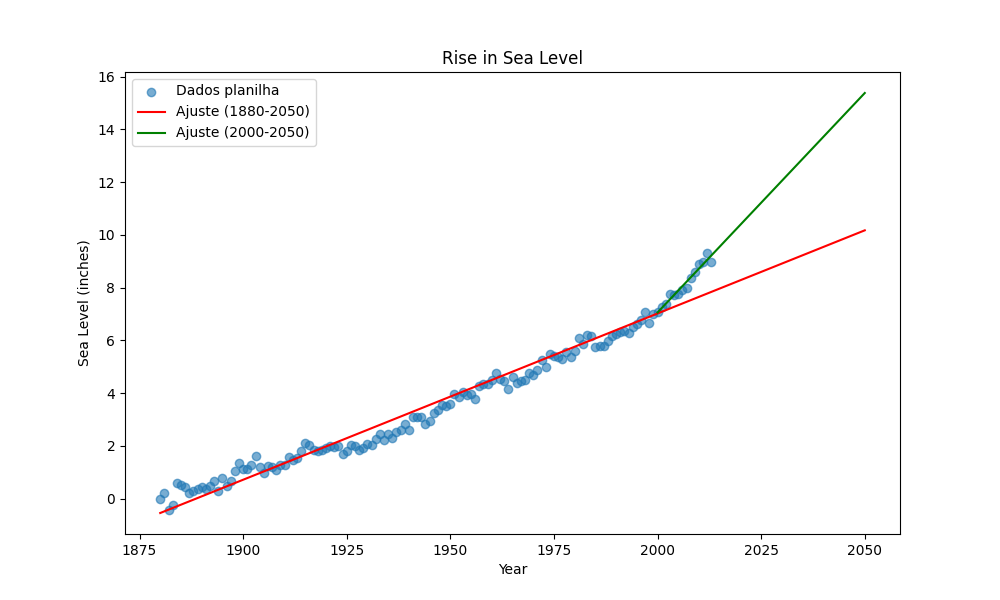 Rise in Sea Level
Dados planilha
Ajuste (1880-2050)
Ajuste (2000-2050)
Sea Level (inches)
16
14
12
10
8
6
4
2
0
1875 1900 1925 1950 1975 2000 2025 2050
Year